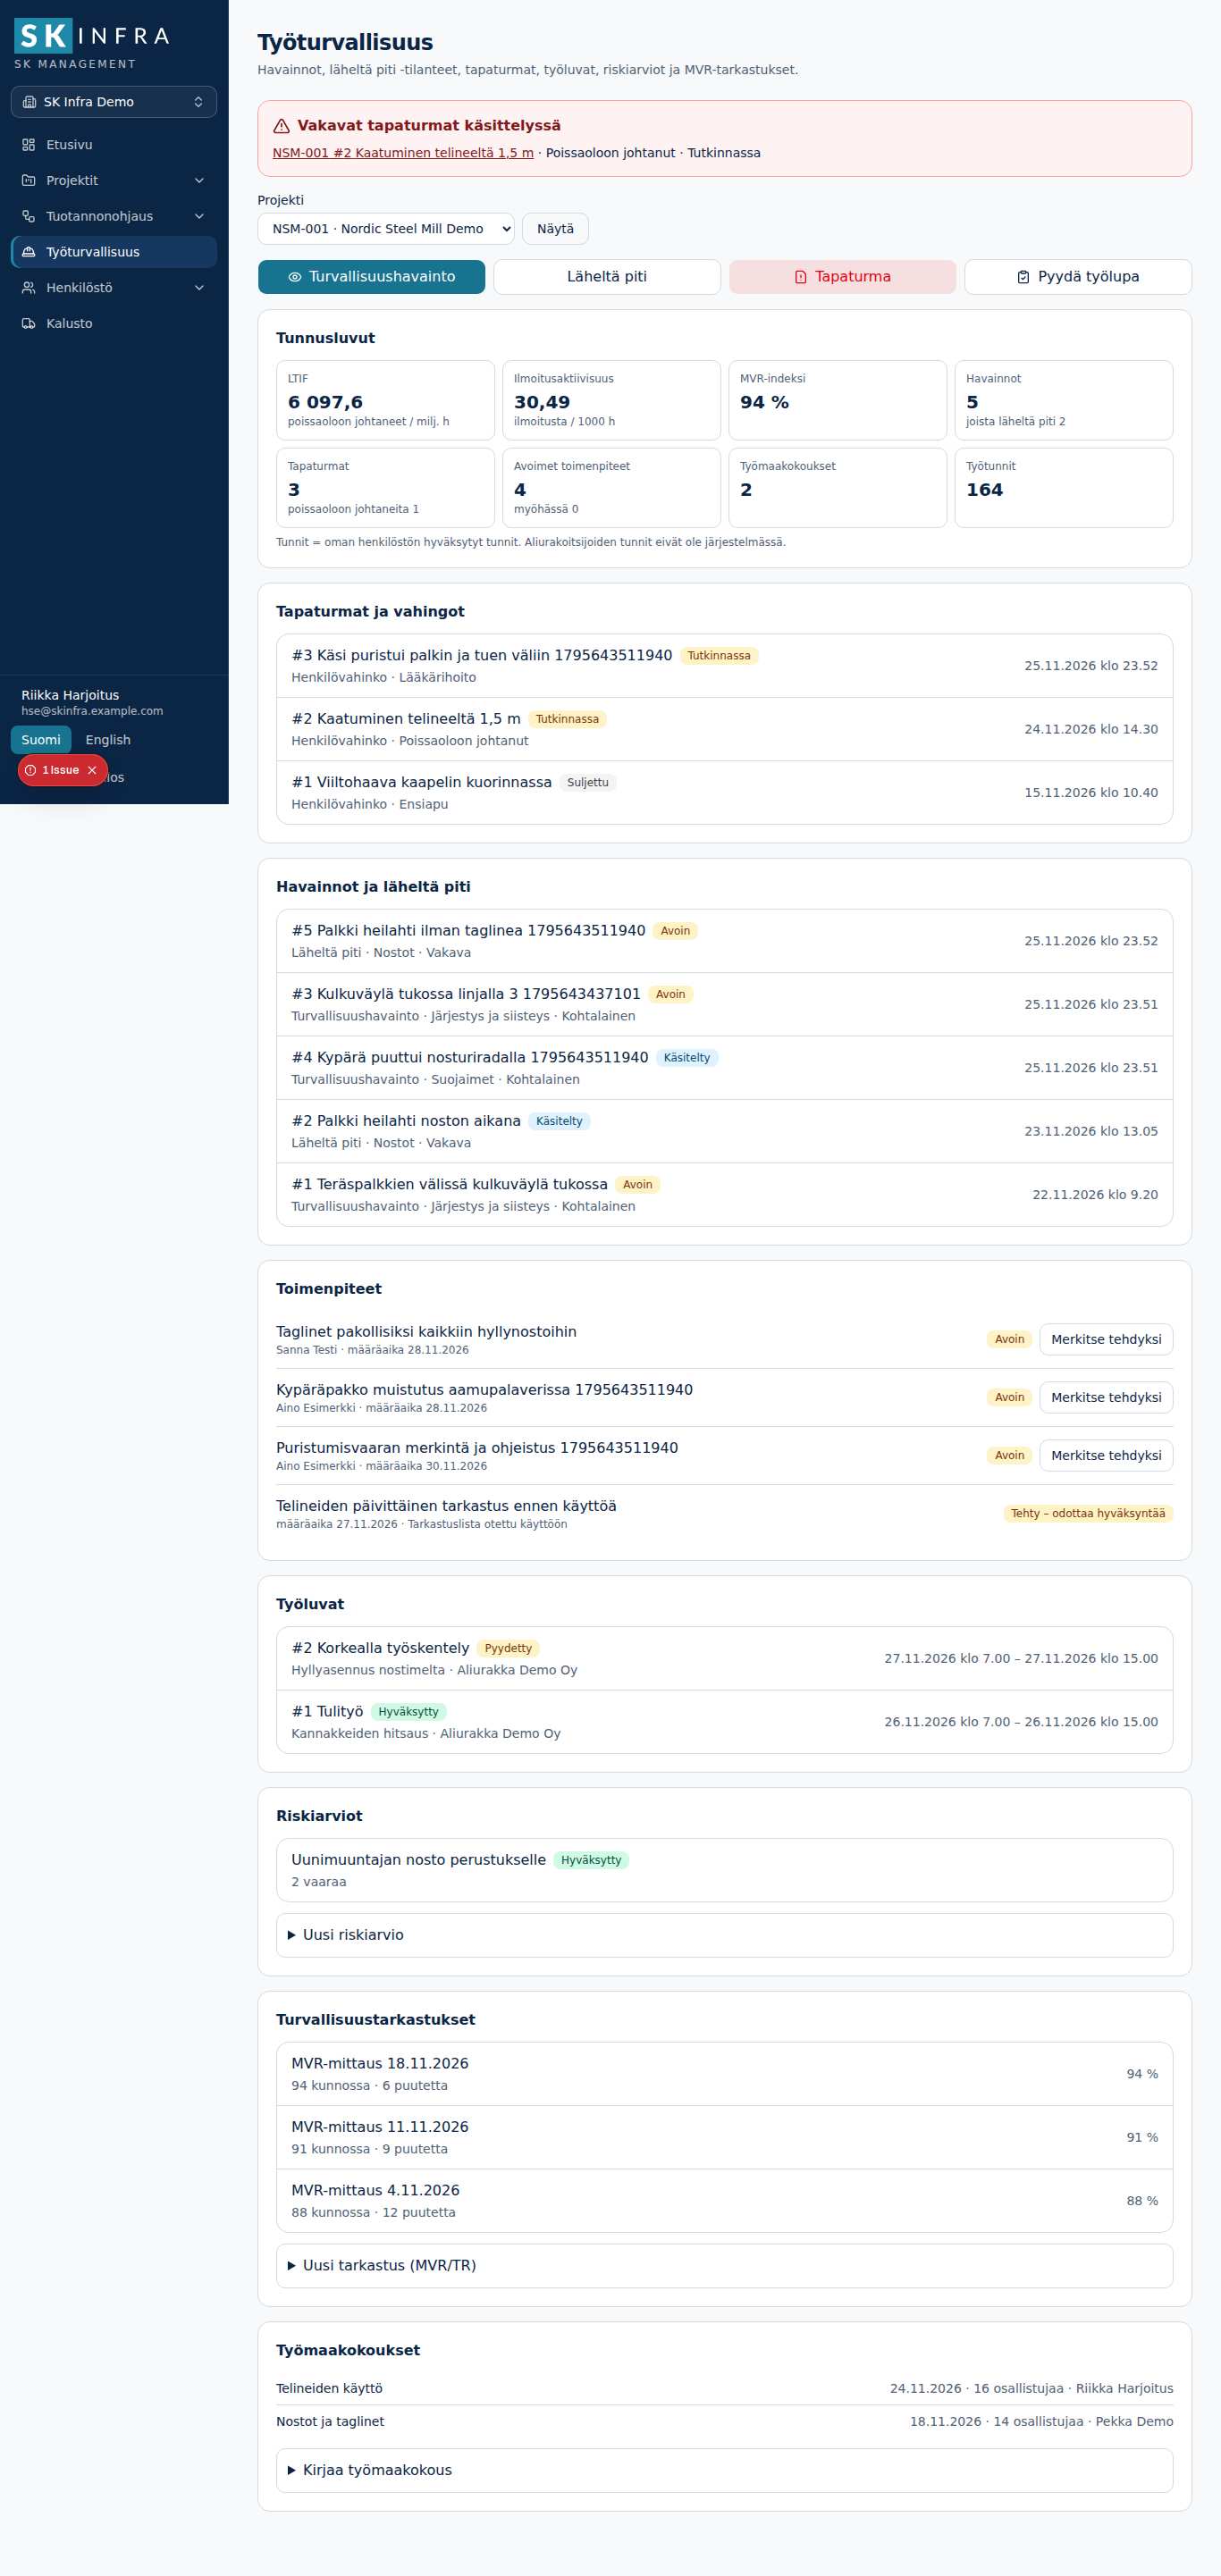 SK INFRA
SK MANAGEMENT
SK Infra Demo
Etusivu
Projektit
Tuotannonohjaus
Työturvallisuus
Henkilöstö
Kalusto
Riikka Harjoitus
hse@skinfra.example.com
Suomi English
1 Issue
os
Työturvallisuus
Havainnot, läheltä piti -tilanteet, tapaturmat, työluvat, riskiarviot ja MVR-tarkastukset.
Vakavat tapaturmat käsittelyssä
NSM-001 #2 Kaatuminen telineeltä 1,5 m · Poissaoloon johtanut · Tutkinnassa
Projekti
NSM-001 · Nordic Steel Mill Demo Näytä
Turvallisuushavainto Läheltä piti Tapaturma Pyydä työlupa
Tunnusluvut
LTIF Ilmoitusaktiivisuus MVR-indeksi Havainnot
6 097,6 30,49 94 % 5
poissaoloon johtaneet / milj. h ilmoitusta / 1000 h joista läheltä piti 2
Tapaturmat Avoimet toimenpiteet Työmaakokoukset Työtunnit
3 4 2 164
poissaoloon johtaneita 1 myöhässä 0
Tunnit = oman henkilöstön hyväksytyt tunnit. Aliurakoitsijoiden tunnit eivät ole järjestelmässä.
Tapaturmat ja vahingot
#3 Käsi puristui palkin ja tuen väliin 1795643511940 Tutkinnassa
Henkilövahinko · Lääkärihoito
25.11.2026 klo 23.52
#2 Kaatuminen telineeltä 1,5 m Tutkinnassa
Henkilövahinko · Poissaoloon johtanut
24.11.2026 klo 14.30
#1 Viiltohaava kaapelin kuorinnassa Suljettu
Henkilövahinko · Ensiapu
15.11.2026 klo 10.40
Havainnot ja läheltä piti
#5 Palkki heilahti ilman taglinea 1795643511940 Avoin
Läheltä piti · Nostot · Vakava
25.11.2026 klo 23.52
#3 Kulkuväylä tukossa linjalla 3 1795643437101 Avoin
Turvallisuushavainto · Järjestys ja siisteys · Kohtalainen
25.11.2026 klo 23.51
#4 Kypärä puuttui nosturiradalla 1795643511940 Käsitelty
Turvallisuushavainto · Suojaimet · Kohtalainen
25.11.2026 klo 23.51
#2 Palkki heilahti noston aikana Käsitelty
Läheltä piti · Nostot · Vakava
23.11.2026 klo 13.05
#1 Teräspalkkien välissä kulkuväylä tukossa Avoin
Turvallisuushavainto · Järjestys ja siisteys · Kohtalainen
22.11.2026 klo 9.20
Toimenpiteet
Taglinet pakollisiksi kaikkiin hyllynostoihin
Sanna Testi · määräaika 28.11.2026
Avoin Merkitse tehdyksi
Kypäräpakko muistutus aamupalaverissa 1795643511940
Aino Esimerkki · määräaika 28.11.2026
Avoin Merkitse tehdyksi
Puristumisvaaran merkintä ja ohjeistus 1795643511940
Aino Esimerkki · määräaika 30.11.2026
Avoin Merkitse tehdyksi
Telineiden päivittäinen tarkastus ennen käyttöä
määräaika 27.11.2026 · Tarkastuslista otettu käyttöön
Tehty – odottaa hyväksyntää
Työluvat
#2 Korkealla työskentely Pyydetty
Hyllyasennus nostimelta · Aliurakka Demo Oy
27.11.2026 klo 7.00 – 27.11.2026 klo 15.00
#1 Tulityö Hyväksytty
Kannakkeiden hitsaus · Aliurakka Demo Oy
26.11.2026 klo 7.00 – 26.11.2026 klo 15.00
Riskiarviot
Uunimuuntajan nosto perustukselle Hyväksytty
2 vaaraa
Uusi riskiarvio
Turvallisuustarkastukset
MVR-mittaus 18.11.2026
94 kunnossa · 6 puutetta
94 %
MVR-mittaus 11.11.2026
91 kunnossa · 9 puutetta
91 %
MVR-mittaus 4.11.2026
88 kunnossa · 12 puutetta
88 %
Uusi tarkastus (MVR/TR)
Työmaakokoukset
Telineiden käyttö 24.11.2026 · 16 osallistujaa · Riikka Harjoitus
Nostot ja taglinet 18.11.2026 · 14 osallistujaa · Pekka Demo
Kirjaa työmaakokous